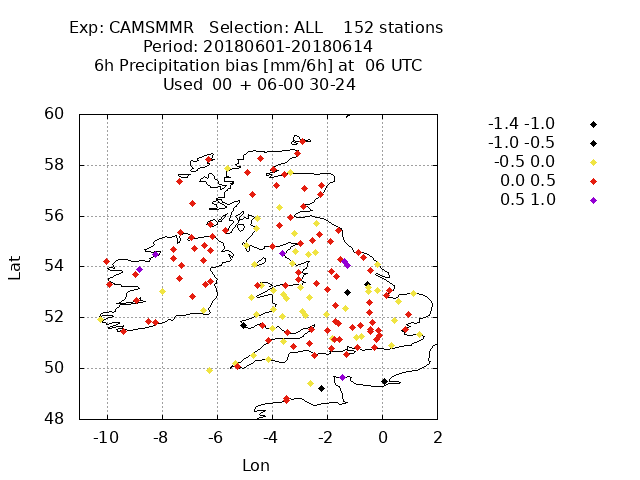 Exp: CAMSMMR Selection: ALL 152 stations
Period: 20180601-20180614
6h Precipitation bias [mm/6h] at 06 UTC
Used 00 + 06-00 30-24
60
58
56
54
52
50
48
-10 -8 -6 -4 -2 0 2
Lat
Lon
-1.4 -1.0
-1.0 -0.5
-0.5 0.0
0.0 0.5
0.5 1.0